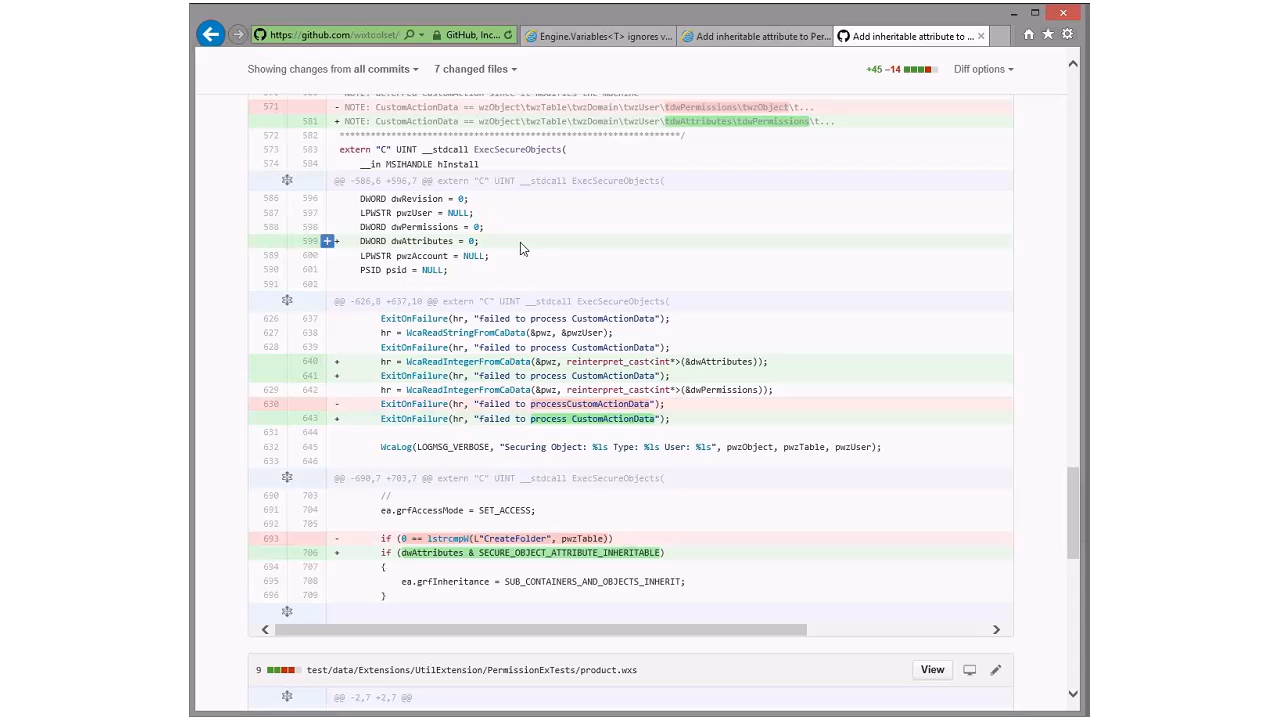 https://github.com/wixtoolset/ GitHub, Inc... Engine.Variables<T> ignores v... Add inheritable attribute to Per... Add inheritable attribute to ...
Showing changes from all commits 7 changed files +45 −14 Diff options
571 - NOTE: CustomActionData == wzObject\twzTable\twzDomain\twzUser\tdwPermissions\twzObject\t...
581 + NOTE: CustomActionData == wzObject\twzTable\twzDomain\twzUser\tdwAttributes\tdwPermissions\t...
572 582 ******************************************************************/
573 583 extern "C" UINT __stdcall ExecSecureObjects(
574 584 __in MSIHANDLE hInstall
@@ -586,6 +596,7 @@ extern "C" UINT __stdcall ExecSecureObjects(
586 596 DWORD dwRevision = 0;
587 597 LPWSTR pwzUser = NULL;
588 598 DWORD dwPermissions = 0;
599 + DWORD dwAttributes = 0;
589 600 LPWSTR pwzAccount = NULL;
590 601 PSID psid = NULL;
591 602
@@ -626,8 +637,10 @@ extern "C" UINT __stdcall ExecSecureObjects(
626 637 ExitOnFailure(hr, "failed to process CustomActionData");
627 638 hr = WcaReadStringFromCaData(&pwz, &pwzUser);
628 639 ExitOnFailure(hr, "failed to process CustomActionData");
640 + hr = WcaReadIntegerFromCaData(&pwz, reinterpret_cast<int*>(&dwAttributes));
641 + ExitOnFailure(hr, "failed to process CustomActionData");
629 642 hr = WcaReadIntegerFromCaData(&pwz, reinterpret_cast<int*>(&dwPermissions));
630 - ExitOnFailure(hr, "failed to processCustomActionData");
643 + ExitOnFailure(hr, "failed to process CustomActionData");
631 644
632 645 WcaLog(LOGMSG_VERBOSE, "Securing Object: %ls Type: %ls User: %ls", pwzObject, pwzTable, pwzUser);
633 646
@@ -690,7 +703,7 @@ extern "C" UINT __stdcall ExecSecureObjects(
690 703 //
691 704 ea.grfAccessMode = SET_ACCESS;
692 705
693 - if (0 == lstrcmpW(L"CreateFolder", pwzTable))
706 + if (dwAttributes & SECURE_OBJECT_ATTRIBUTE_INHERITABLE)
694 707 {
695 708 ea.grfInheritance = SUB_CONTAINERS_AND_OBJECTS_INHERIT;
696 709 }
9 test/data/Extensions/UtilExtension/PermissionExTests/product.wxs View
@@ -2,7 +2,7 @@